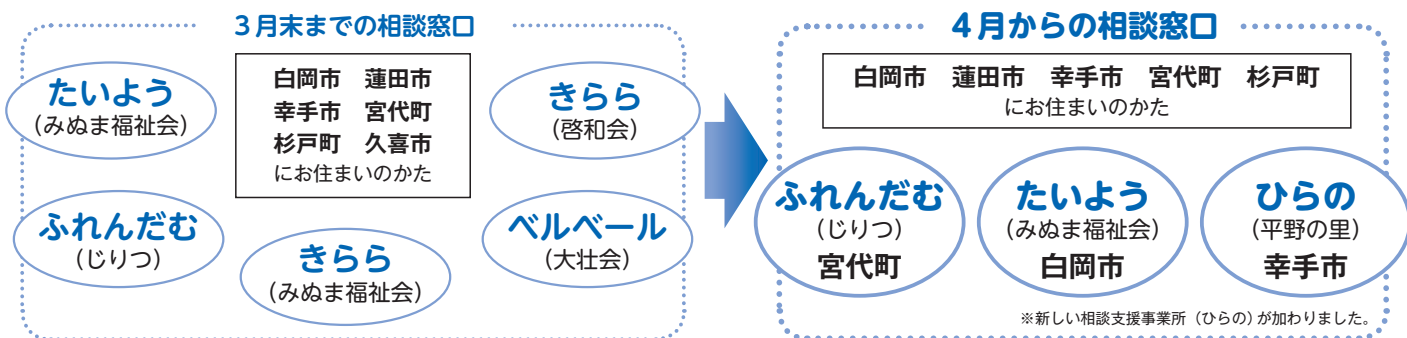 ３月末までの相談窓口
たいよう
（みぬま福祉会）
白岡市　蓮田市
幸手市　宮代町
杉戸町　久喜市
にお住まいのかた
きらら
（啓和会）
ふれんだむ
（じりつ）
きらら
（みぬま福祉会）
ベルベール
（大壮会）
４月からの相談窓口
白岡市　蓮田市　幸手市　宮代町　杉戸町
にお住まいのかた
ふれんだむ
（じりつ）
宮代町
たいよう
（みぬま福祉会）
白岡市
ひらの
（平野の里）
幸手市
※新しい相談支援事業所（ひらの）が加わりました。